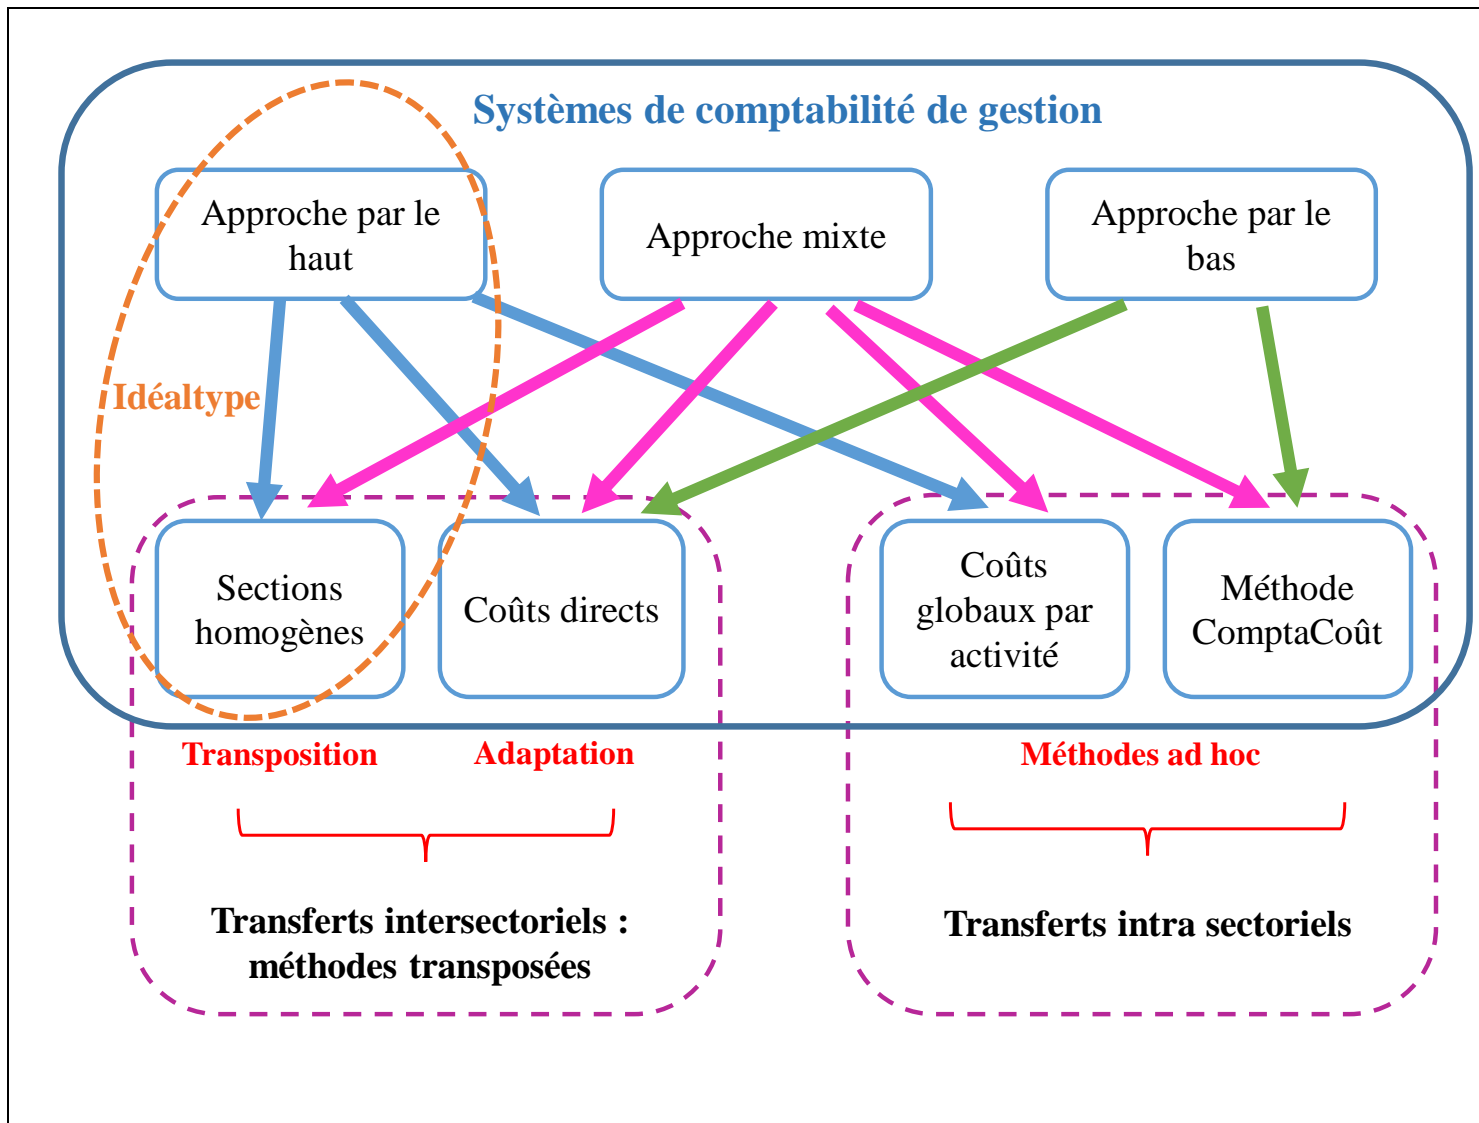 Systèmes de comptabilité de gestion
Approche par le
haut
Approche mixte
Approche par le
bas
Idéaltype
Sections
homogènes
Coûts directs
Coûts
globaux par
activité
Méthode
ComptaCoût
Transposition
Adaptation
Méthodes ad hoc
Transferts intersectoriels :
méthodes transposées
Transferts intra sectoriels